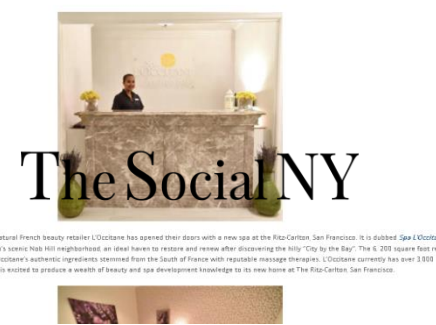 L'OCCITANE
The Social NY
natural French beauty retailer L'Occitane has opened their doors with a new spa at the Ritz-Carlton, San Francisco. It is dubbed Spa L'Occit
's scenic Nob Hill neighborhood, an ideal haven to restore and renew after discovering the hilly "City by the Bay". The 6, 200 square foot re
ccitane's authentic ingredients stemmed from the South of France with reputable massage therapies. L'Occitane currently has over 3 000
is excited to produce a wealth of beauty and spa development knowledge to its new home at The Ritz-Carlton, San Francisco.